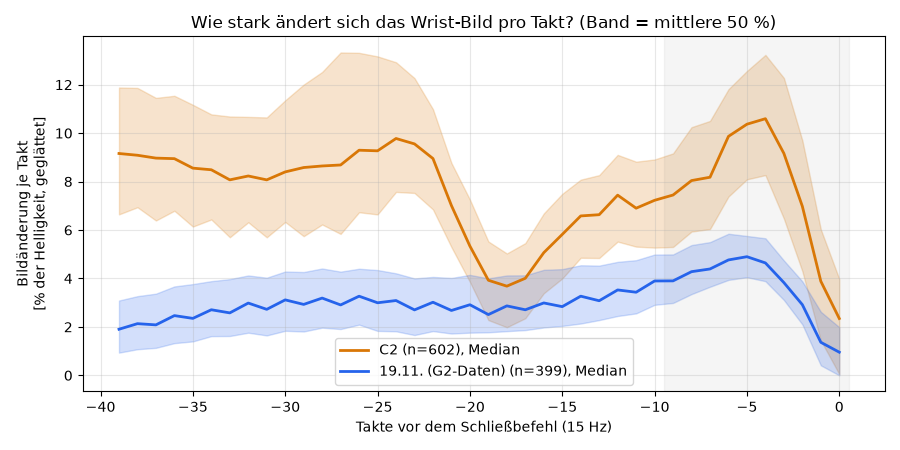 Wie stark ändert sich das Wrist-Bild pro Takt? (Band = mittlere 50 %)
Bildänderung je Takt
[% der Helligkeit, geglättet]
12
10
8
6
4
2
0
C2 (n=602), Median
19.11. (G2-Daten) (n=399), Median
−40
−35
−30
−25
−20
−15
−10
−5
0
Takte vor dem Schließbefehl (15 Hz)